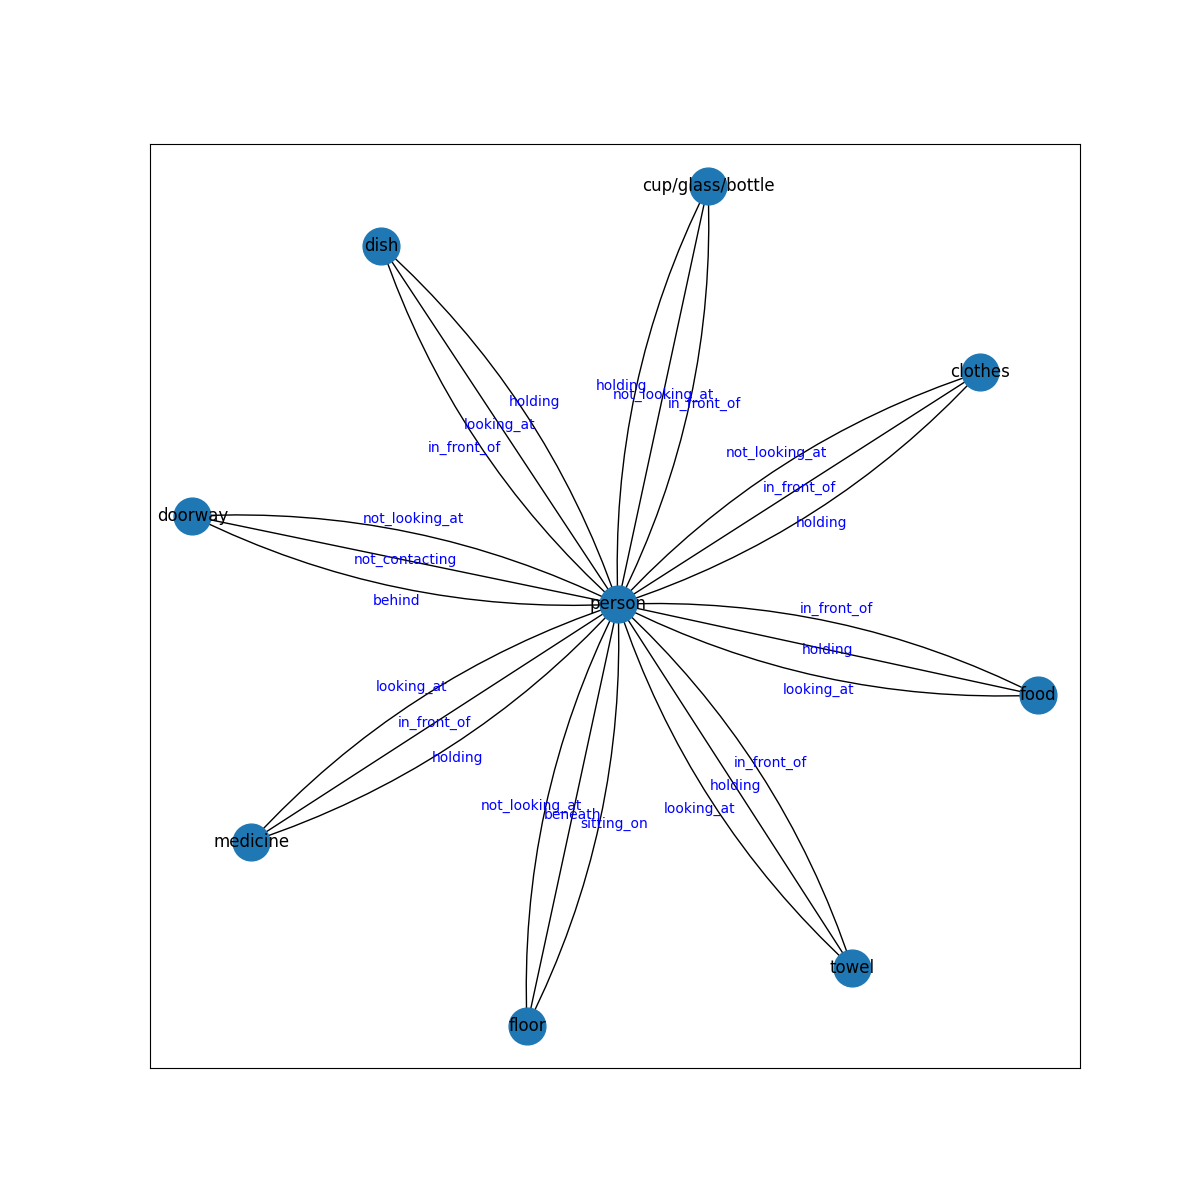 cup/glass/bottle
dish
clothes
holding
not_looking_at
in_front_of
holding
looking_at
in_front_of
not_looking_at
in_front_of
holding
doorway
not_looking_at
not_contacting
behind
person
in_front_of
holding
looking_at
food
looking_at
in_front_of
holding
in_front_of
holding
looking_at
not_looking_at
beneath
sitting_on
medicine
towel
floor